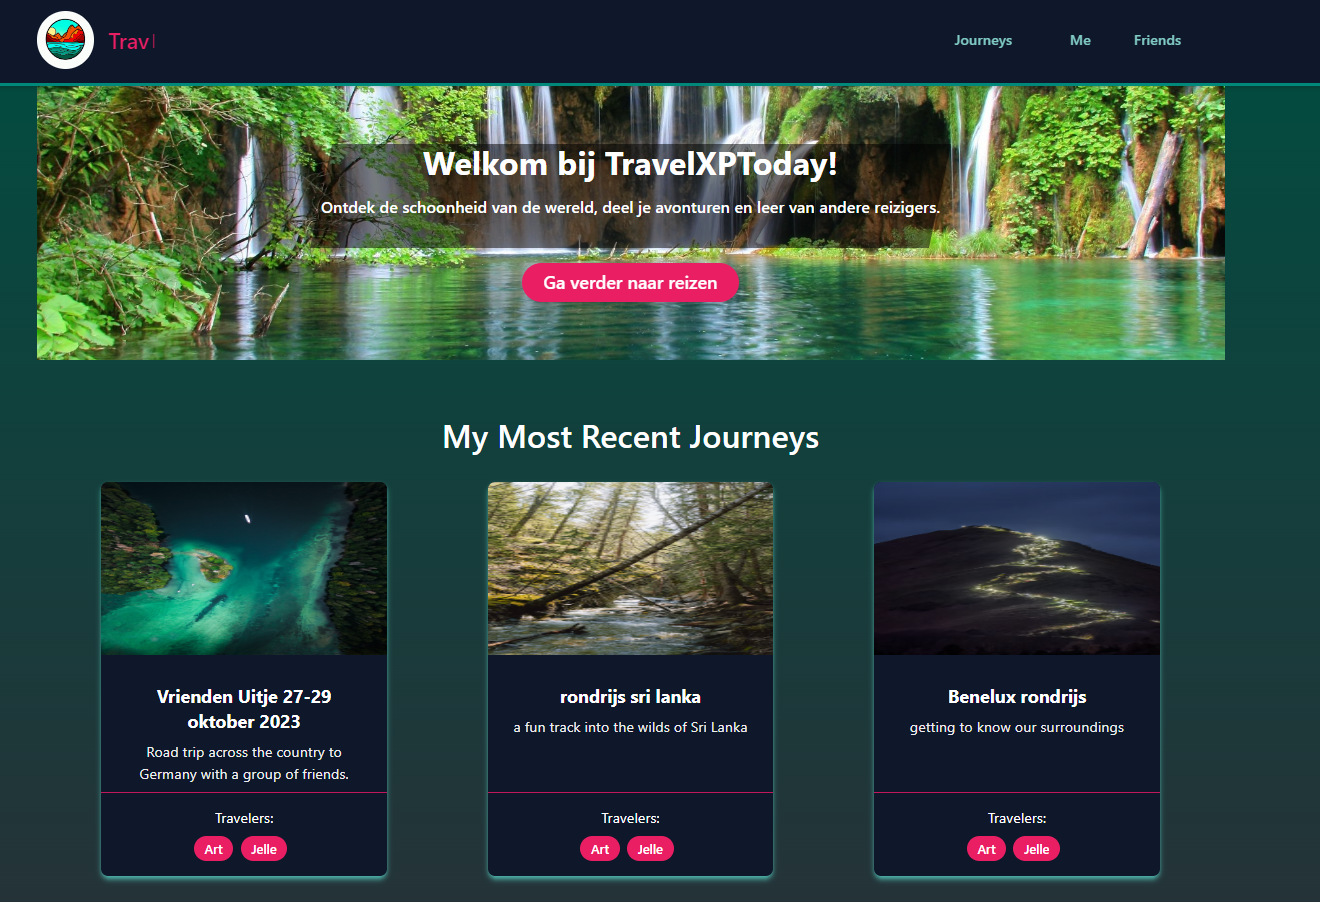 Trav
Journeys
Me
Friends
Welkom bij TravelXPToday!
Ontdek de schoonheid van de wereld, deel je avonturen en leer van andere reizigers.
Ga verder naar reizen
My Most Recent Journeys
Vrienden Uitje 27-29
oktober 2023
Road trip across the country to
Germany with a group of friends.
Travelers:
Art
Jelle
rondrijs sri lanka
a fun track into the wilds of Sri Lanka
Travelers:
Art
Jelle
Benelux rondrijs
getting to know our surroundings
Travelers:
Art
Jelle